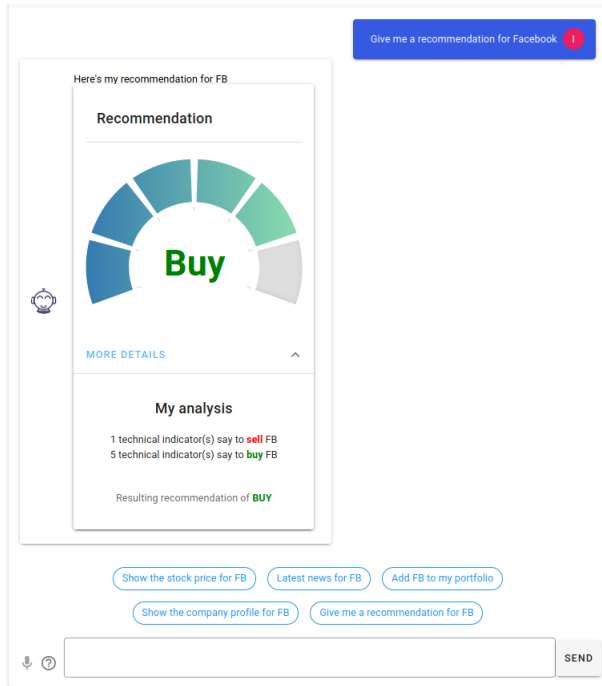 Give me a recommendation for Facebook
I
Here's my recommendation for FB
Recommendation
Buy
MORE DETAILS
My analysis
1 technical indicator(s) say to sell FB
5 technical indicator(s) say to buy FB
Resulting recommendation of BUY
Show the stock price for FB
Latest news for FB
Add FB to my portfolio
Show the company profile for FB
Give me a recommendation for FB
?
SEND